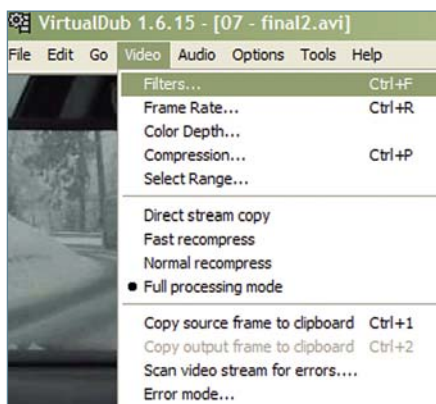 VirtualDub 1.6.15 - [07 - final2.avi]
File Edit Go Video Audio Options Tools Help
Filters... Ctrl+F
Frame Rate... Ctrl+R
Color Depth...
Compression... Ctrl+P
Select Range...
Direct stream copy
Fast recompress
Normal recompress
Full processing mode
Copy source frame to clipboard Ctrl+1
Copy output frame to clipboard Ctrl+2
Scan video stream for errors....
Error mode...